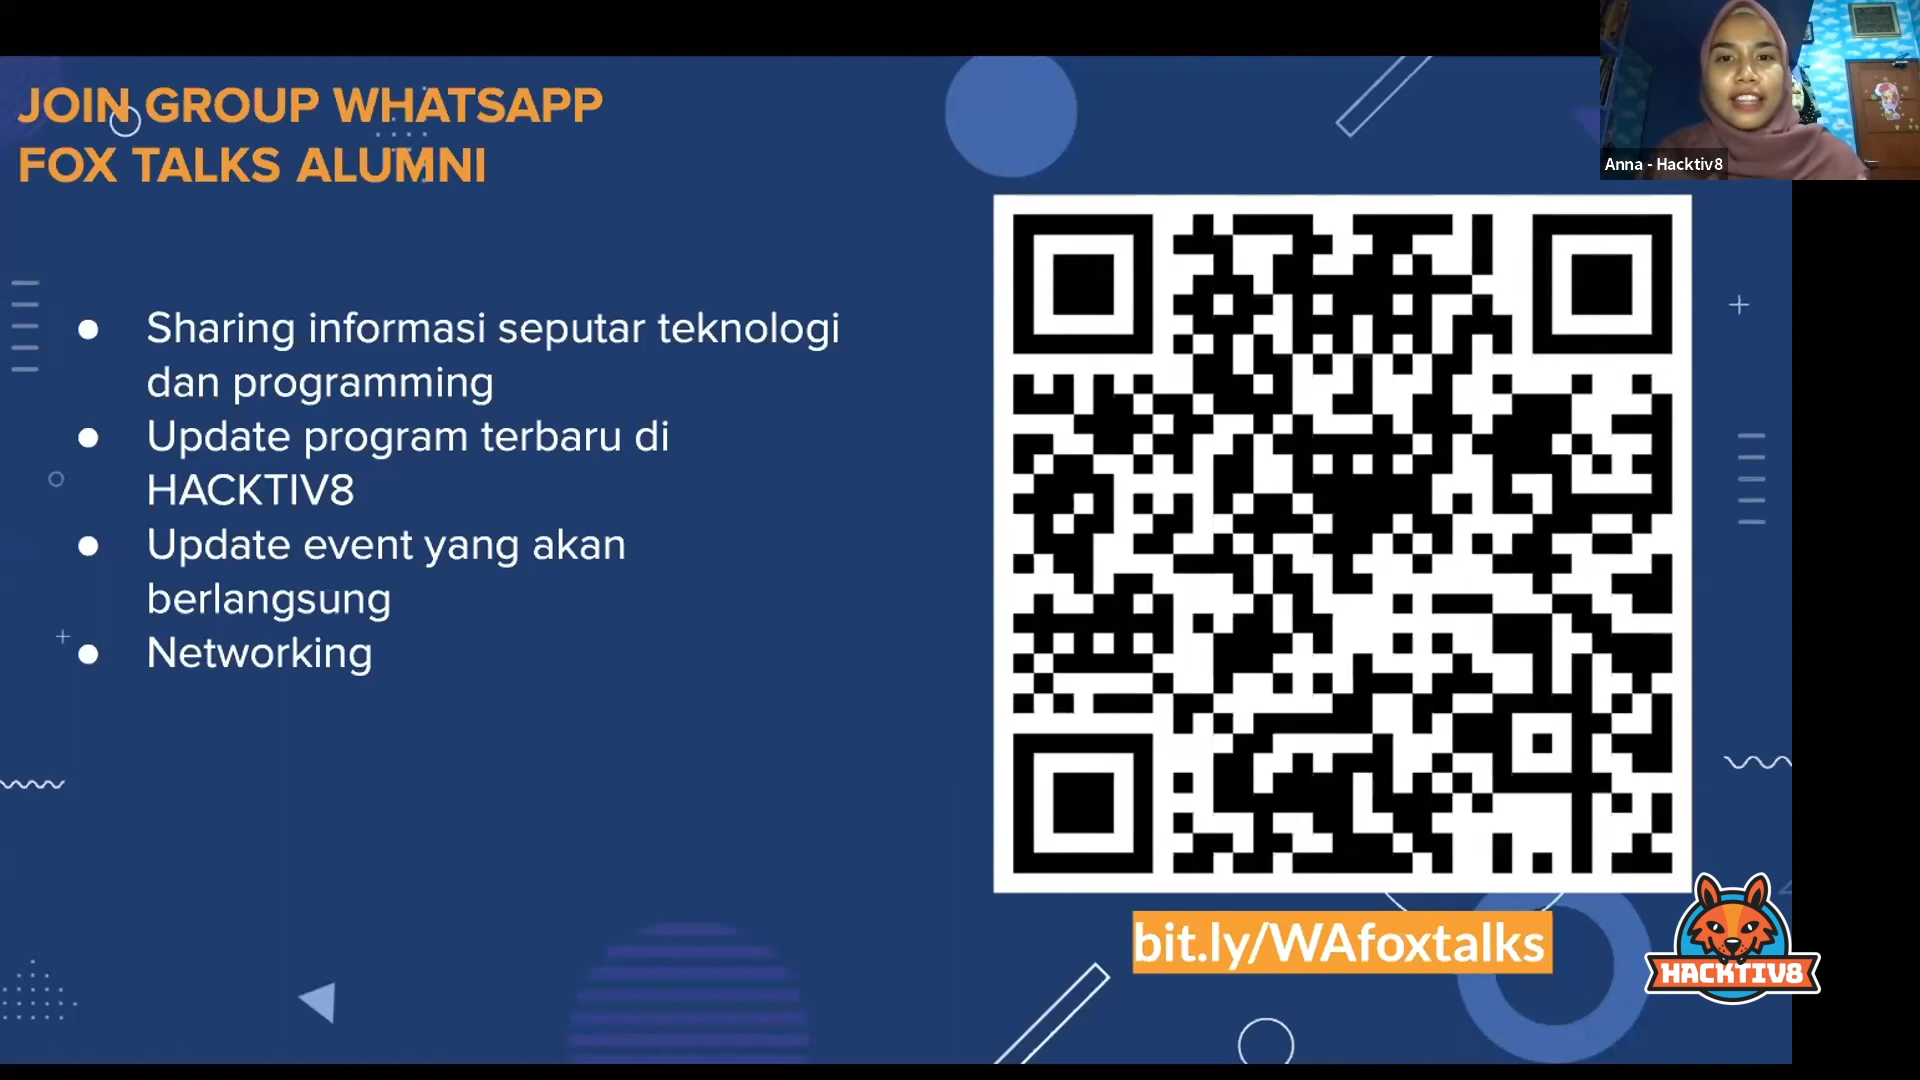 JOIN GROUP WHATSAPP
FOX TALKS ALUMNI
Anna - Hacktiv8
● Sharing informasi seputar teknologi
dan programming
● Update program terbaru di
HACKTIV8
● Update event yang akan
berlangsung
● Networking
bit.ly/WAfoxtalks
HACKTIV8